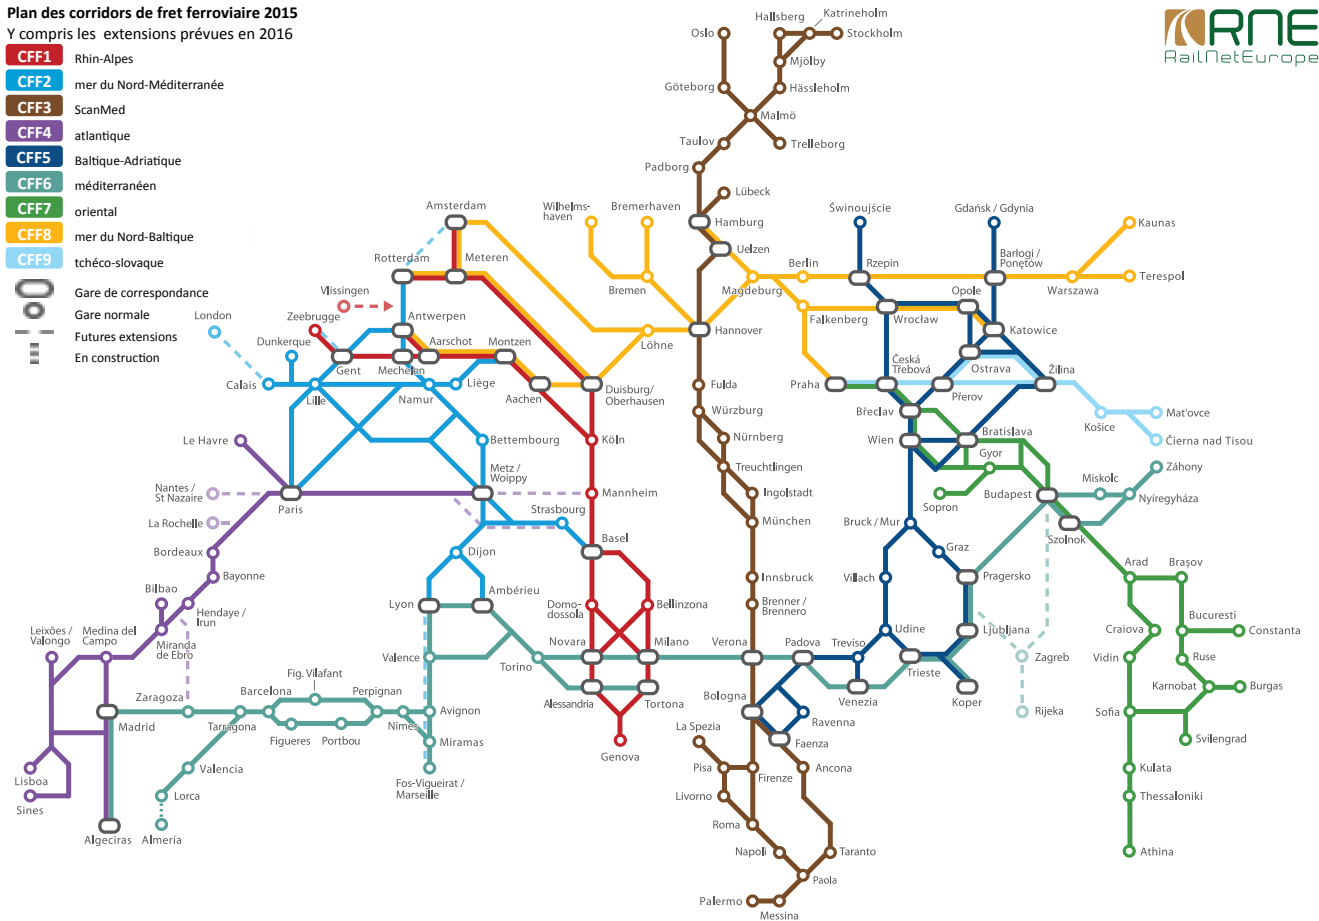 Plan des corridors de fret ferroviaire 2015
Y compris les extensions prévues en 2016
CFF1 Rhin-Alpes
CFF2 mer du Nord-Méditerranée
CFF3 ScanMed
CFF4 atlantique
CFF5 Baltique-Adriatique
CFF6 méditerranéen
CFF7 oriental
CFF8 mer du Nord-Baltique
CFF9 tchéco-slovaque
Gare de correspondance
Gare normale
Futures extensions
En construction
RNE
RailNetEurope
Oslo
Hallsberg
Katrineholm
Stockholm
Mjölby
Göteborg
Hässleholm
Malmö
Taulov
Trelleborg
Padborg
Lübeck
Amsterdam
Wilhelms-
haven
Bremerhaven
Hamburg
Świnoujście
Gdańsk / Gdynia
Kaunas
Uelzen
Rotterdam
Meteren
Bremen
Magdeburg
Berlin
Rzepin
Barłogi /
Ponętów
Warszawa
Terespol
Vlissingen
London
Zeebrugge
Antwerpen
Aarschot
Montzen
Löhne
Hannover
Falkenberg
Wrocław
Opole
Katowice
Dunkerque
Gent
Mechelen
Calais
Lille
Namur
Liège
Aachen
Duisburg/
Oberhausen
Fulda
Praha
Česká
Třebová
Ostrava
Přerov
Žilina
Würzburg
Břeclav
Košice
Maťovce
Le Havre
Bettembourg
Köln
Nürnberg
Wien
Bratislava
Čierna nad Tisou
Gyor
Treuchtlingen
Metz /
Woippy
Nantes /
St Nazaire
Paris
Mannheim
Ingolstadt
Sopron
Budapest
Miskolc
Záhony
Nyíregyháza
La Rochelle
Strasbourg
München
Bruck / Mur
Szolnok
Bordeaux
Dijon
Basel
Graz
Bayonne
Innsbruck
Villach
Pragersko
Arad
Braşov
Bilbao
Hendaye /
Irun
Lyon
Ambérieu
Domo-
dossola
Bellinzona
Brenner /
Brennero
Bucuresti
Constanta
Leixões /
Valongo
Medina del
Campo
Miranda
de Ebro
Udine
Ljubljana
Craiova
Valence
Torino
Novara
Milano
Verona
Padova
Treviso
Trieste
Zagreb
Vidin
Ruse
Fig. Vilafant
Zaragoza
Barcelona
Perpignan
Alessandria
Tortona
Bologna
Venezia
Koper
Rijeka
Karnobat
Burgas
Madrid
Tarragona
Figueres
Portbou
Nîmes
Avignon
Ravenna
Sofia
La Spezia
Faenza
Svilengrad
Miramas
Genova
Lisboa
Valencia
Fos-Vigueirat /
Marseille
Pisa
Firenze
Ancona
Kulata
Sines
Lorca
Livorno
Thessaloniki
Algeciras
Almería
Roma
Napoli
Taranto
Athina
Paola
Palermo
Messina